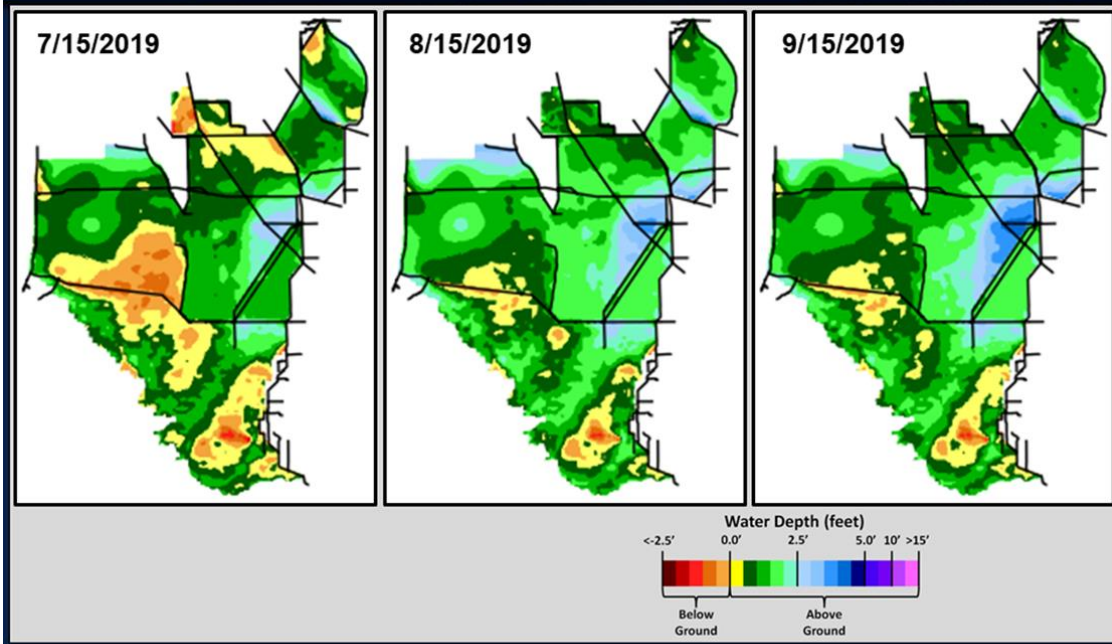 7/15/2019
8/15/2019
9/15/2019
Water Depth (feet)
<-2.5' 0.0' 2.5' 5.0' 10' >15'
Below Ground
Above Ground